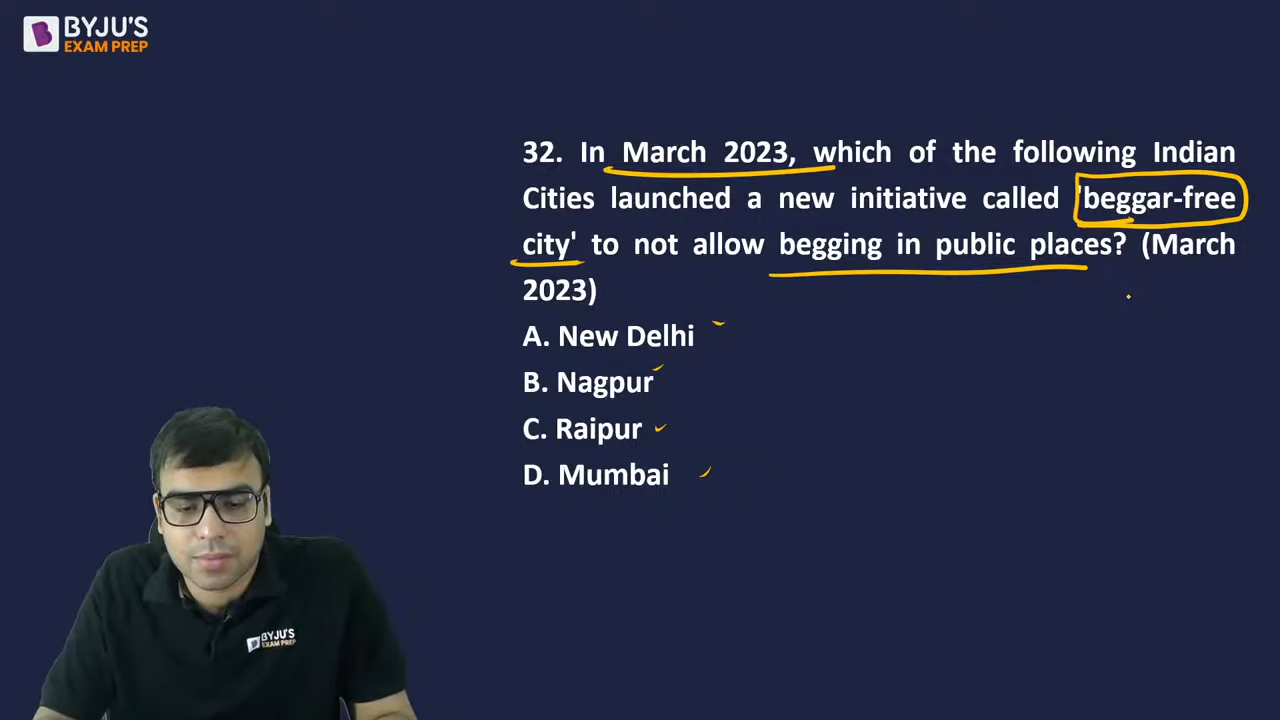 BYJU'S
EXAM PREP
32. In March 2023, which of the following Indian
Cities launched a new initiative called 'beggar-free
city' to not allow begging in public places? (March
2023)
A. New Delhi
B. Nagpur
C. Raipur
D. Mumbai
BYJU'S
EXAM PREP